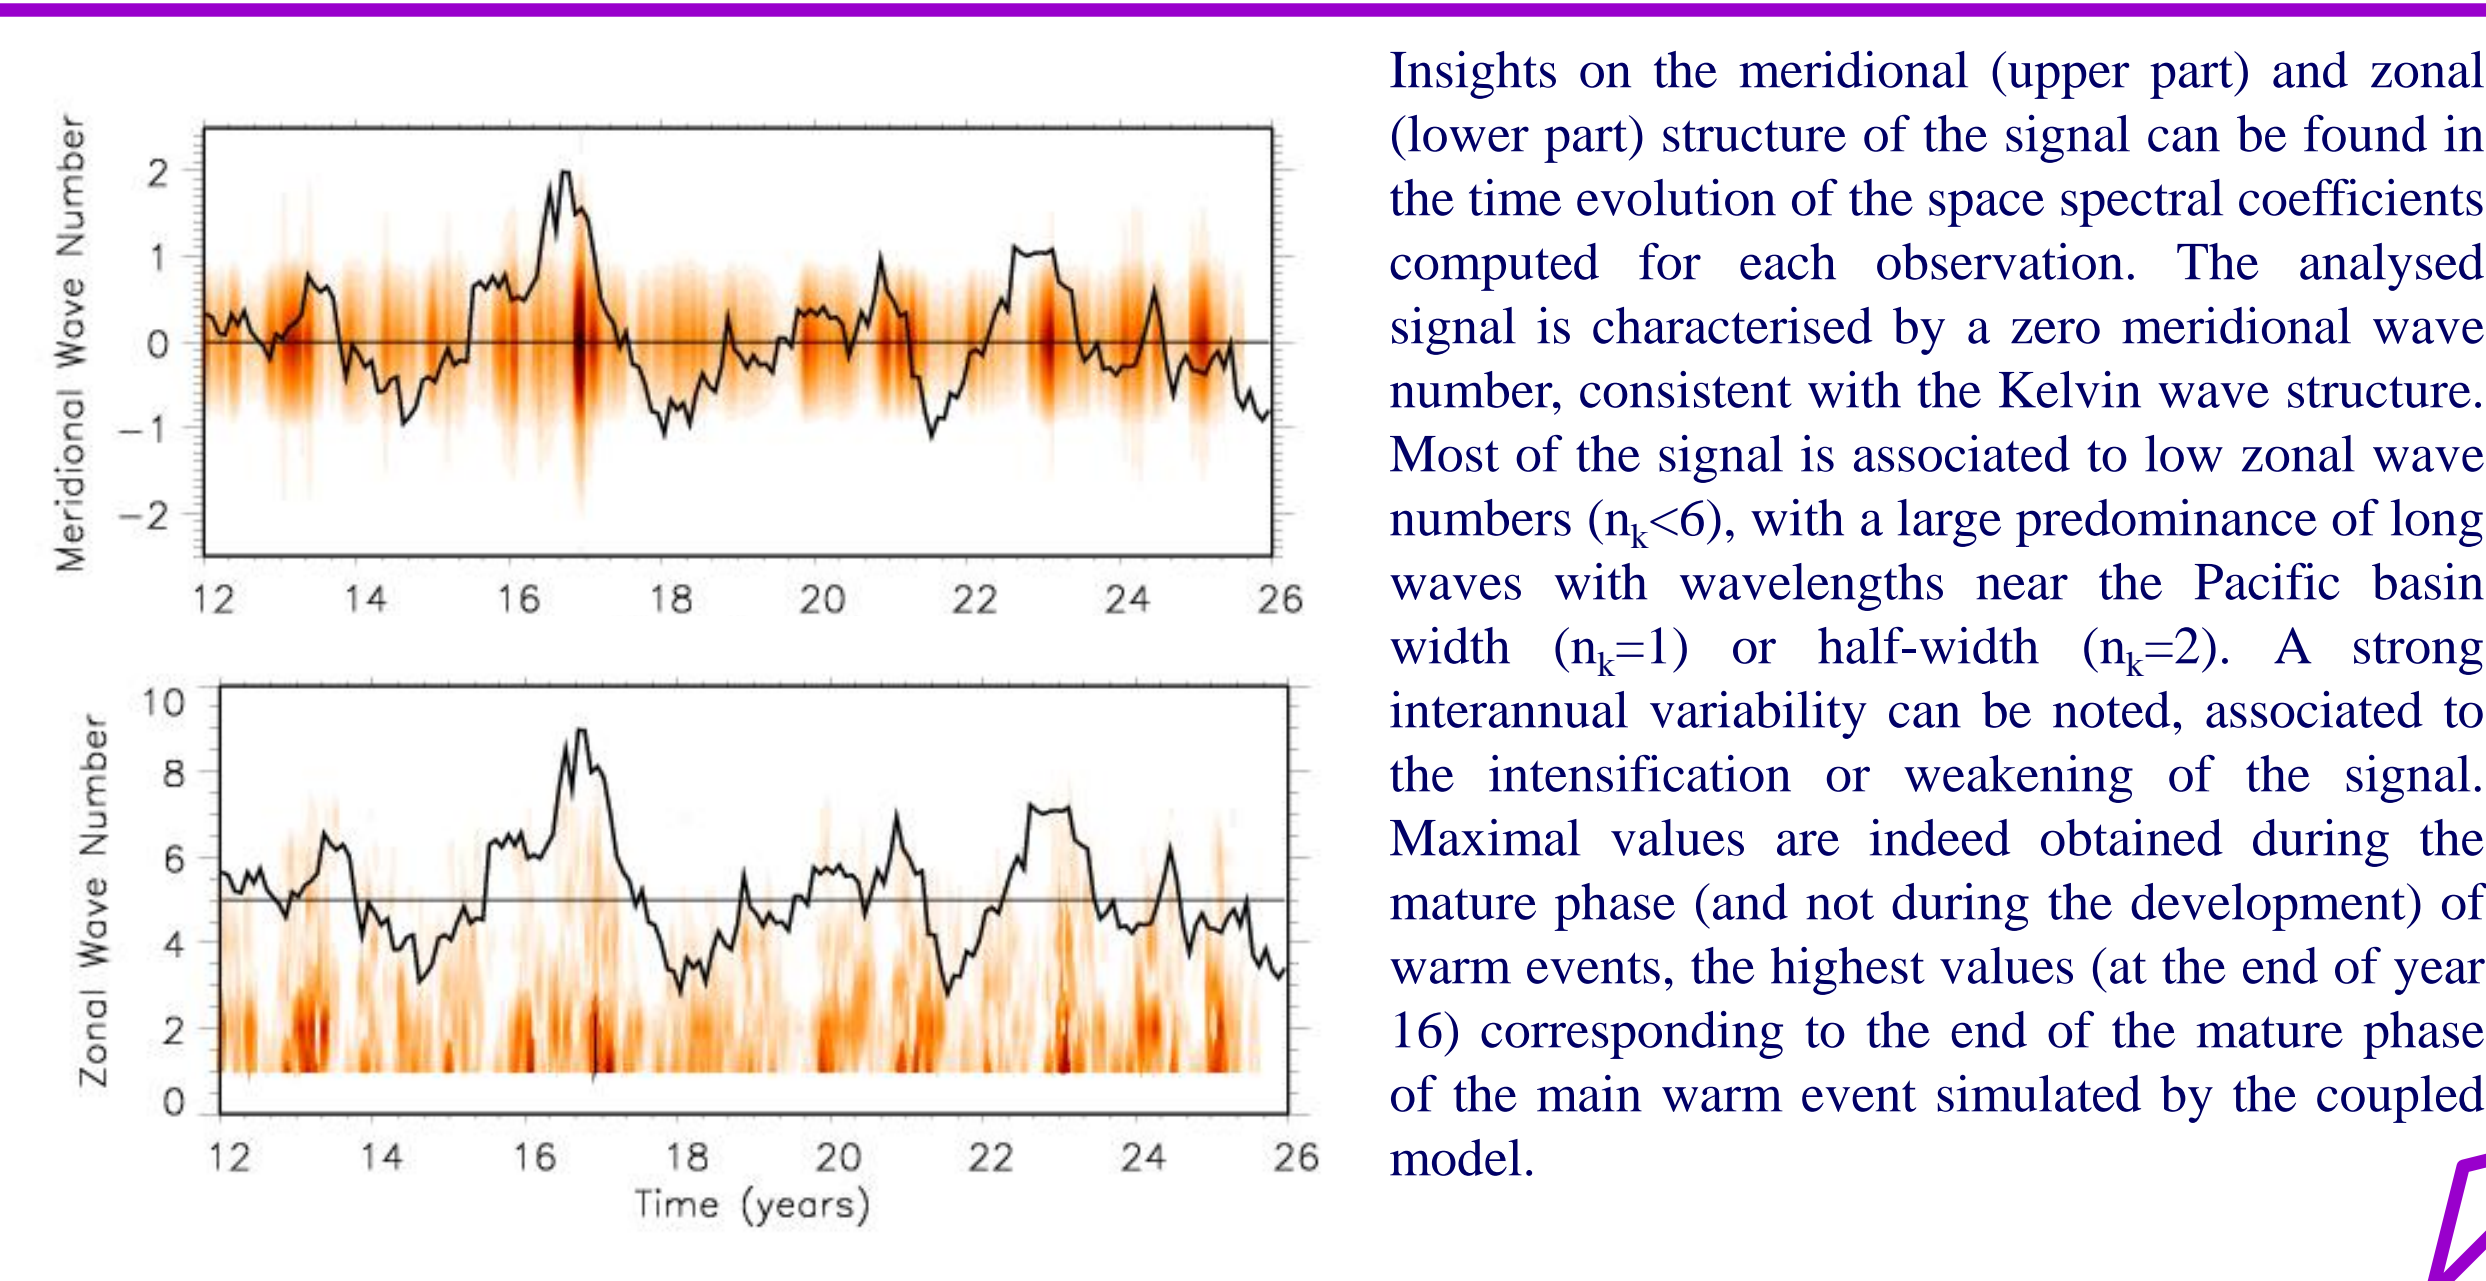 Meridional Wave Number
2
1
0
−1
−2
12 14 16 18 20 22 24 26
Zonal Wave Number
10
8
6
4
2
0
12 14 16 18 20 22 24 26
Time (years)
Insights on the meridional (upper part) and zonal
(lower part) structure of the signal can be found in
the time evolution of the space spectral coefficients
computed for each observation. The analysed
signal is characterised by a zero meridional wave
number, consistent with the Kelvin wave structure.
Most of the signal is associated to low zonal wave
numbers (nk<6), with a large predominance of long
waves with wavelengths near the Pacific basin
width (nk=1) or half-width (nk=2). A strong
interannual variability can be noted, associated to
the intensification or weakening of the signal.
Maximal values are indeed obtained during the
mature phase (and not during the development) of
warm events, the highest values (at the end of year
16) corresponding to the end of the mature phase
of the main warm event simulated by the coupled
model.